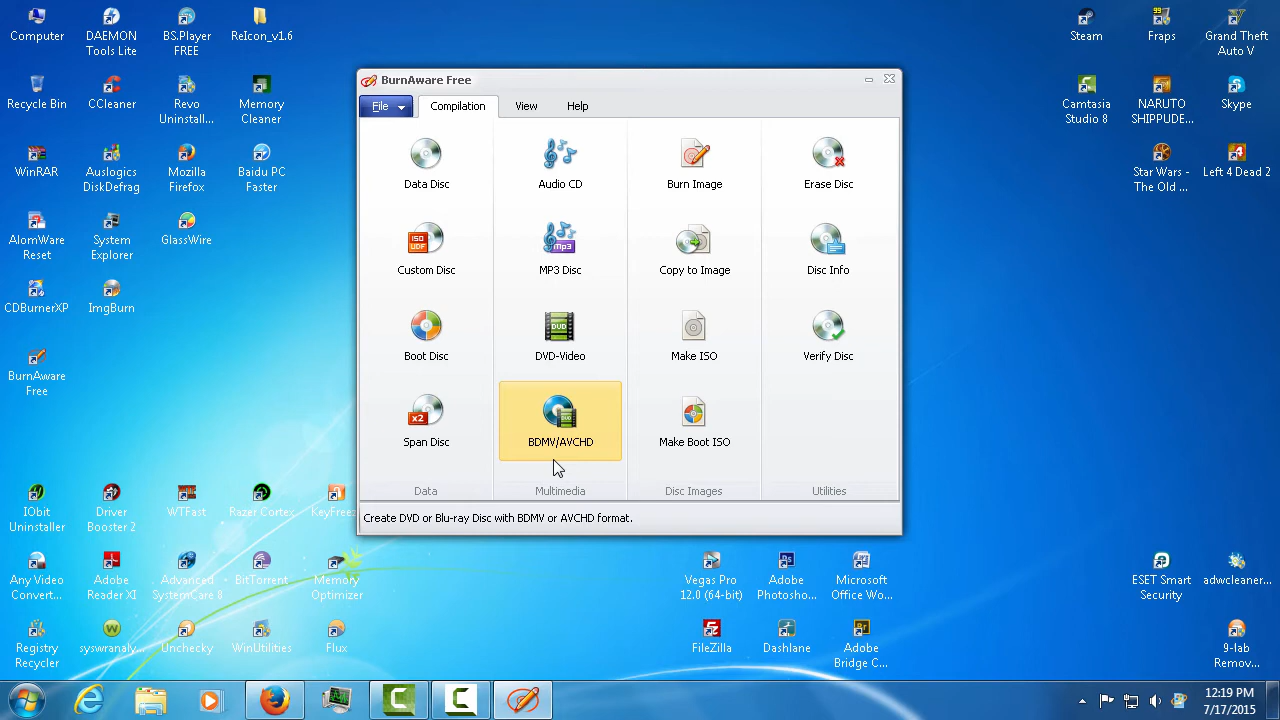 Computer
DAEMON
Tools Lite
BS.Player
FREE
ReIcon_v1.6
Steam
Fraps
Grand Theft
Auto V
Recycle Bin
CCleaner
Revo
Uninstall...
Memory
Cleaner
Camtasia
Studio 8
NARUTO
SHIPPUDE...
Skype
WinRAR
Auslogics
DiskDefrag
Mozilla
Firefox
Baidu PC
Faster
Star Wars -
The Old ...
Left 4 Dead 2
AlomWare
Reset
System
Explorer
GlassWire
CDBurnerXP
ImgBurn
BurnAware
Free
BurnAware Free
File
Compilation
View
Help
Data Disc
Audio CD
Burn Image
Erase Disc
ISO
UDF
mp3
Custom Disc
MP3 Disc
Copy to Image
Disc Info
DVD
Boot Disc
DVD-Video
Make ISO
Verify Disc
x2
Span Disc
BDMV/AVCHD
Make Boot ISO
Data
Multimedia
Disc Images
Utilities
Create DVD or Blu-ray Disc with BDMV or AVCHD format.
IObit
Uninstaller
Driver
Booster 2
WTFast
Razer Cortex
KeyFreez
Any Video
Convert...
Adobe
Reader XI
Advanced
SystemCare 8
BitTorrent
Memory
Optimizer
Vegas Pro
12.0 (64-bit)
Adobe
Photosho...
Microsoft
Office Wo...
ESET Smart
Security
adwcleaner...
Registry
Recycler
syswranaly...
Unchecky
WinUtilities
Flux
FileZilla
Dashlane
Adobe
Bridge C...
9-lab
Remov...
12:19 PM
7/17/2015